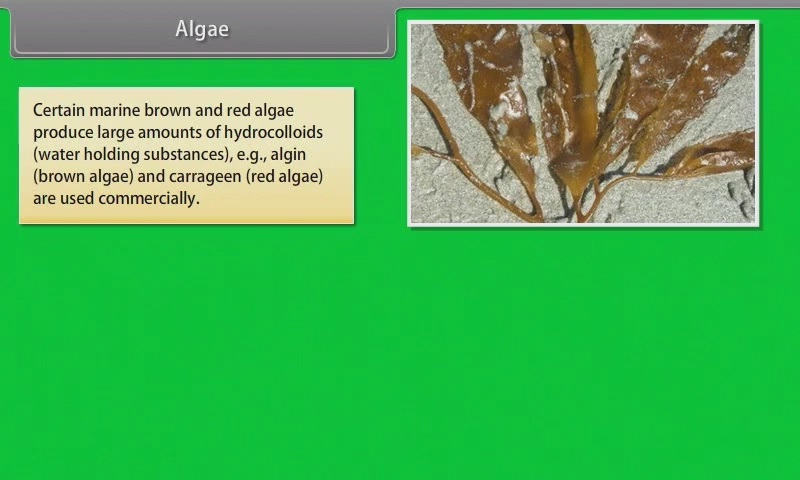 Algae
Certain marine brown and red algae
produce large amounts of hydrocolloids
(water holding substances), e.g., algin
(brown algae) and carrageen (red algae)
are used commercially.